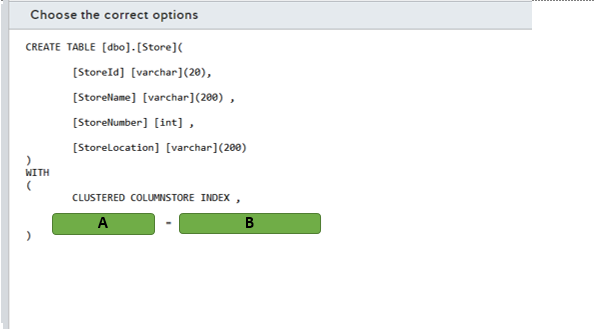 Choose the correct options
CREATE TABLE [dbo].[Store](
[StoreId] [varchar](20),
[StoreName] [varchar](200) ,
[StoreNumber] [int] ,
[StoreLocation] [varchar](200)
)
WITH
(
CLUSTERED COLUMNSTORE INDEX ,
A - B
)